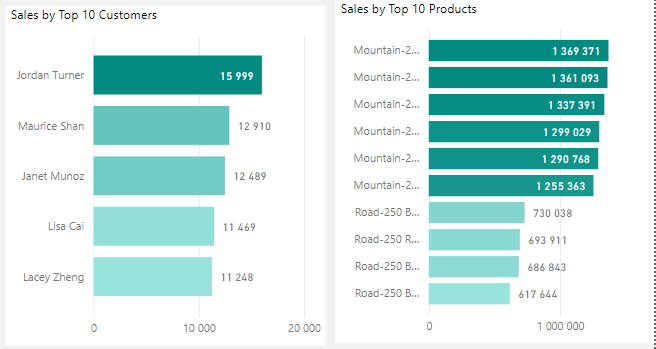 Sales by Top 10 Customers
Jordan Turner 15 999
Maurice Shan 12 910
Janet Munoz 12 489
Lisa Cai 11 469
Lacey Zheng 11 248
0 10 000 20 000
Sales by Top 10 Products
Mountain-2... 1 369 371
Mountain-2... 1 361 093
Mountain-2... 1 337 391
Mountain-2... 1 299 029
Mountain-2... 1 290 768
Mountain-2... 1 255 363
Road-250 B... 730 038
Road-250 R... 693 911
Road-250 B... 686 843
Road-250 B... 617 644
0 1 000 000